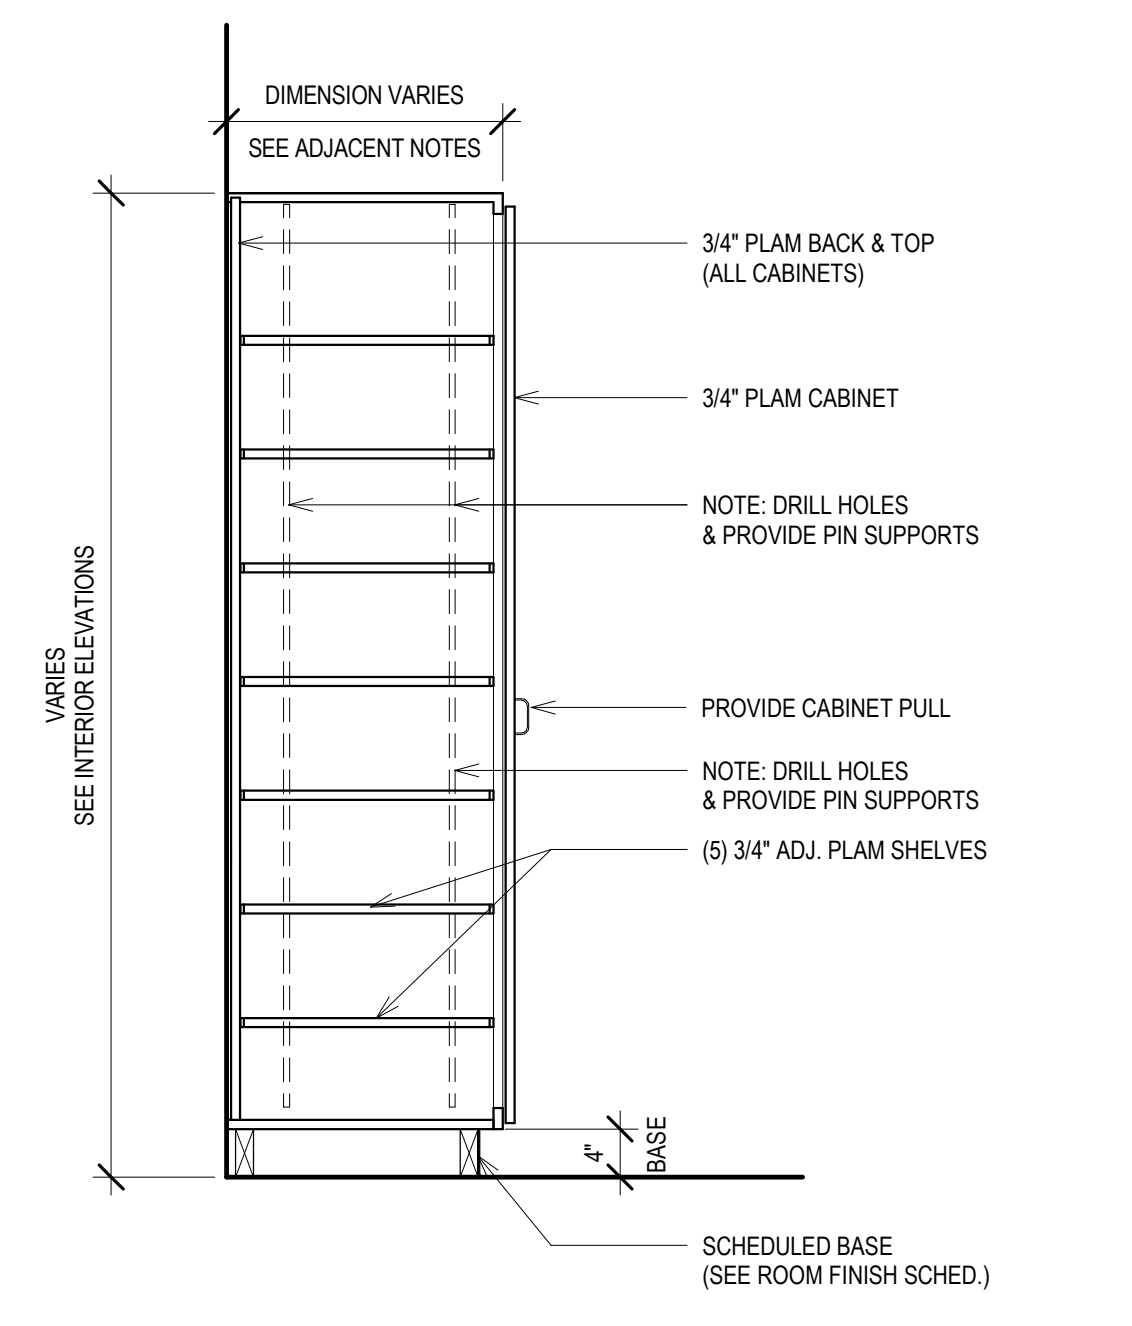 DIMENSION VARIES
SEE ADJACENT NOTES
3/4" PLAM BACK & TOP
(ALL CABINETS)
3/4" PLAM CABINET
NOTE: DRILL HOLES
& PROVIDE PIN SUPPORTS
VARIES
SEE INTERIOR ELEVATIONS
PROVIDE CABINET PULL
NOTE: DRILL HOLES
& PROVIDE PIN SUPPORTS
(5) 3/4" ADJ. PLAM SHELVES
4"
BASE
SCHEDULED BASE
(SEE ROOM FINISH SCHED.)